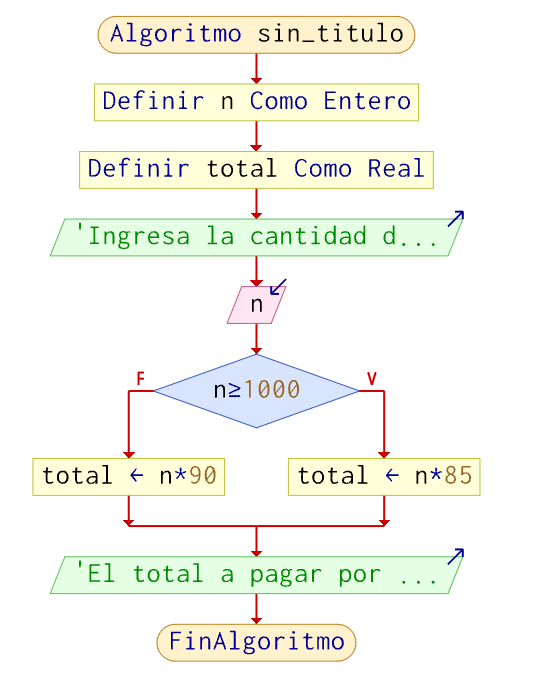 Algoritmo sin_titulo
Definir n Como Entero
Definir total Como Real
'Ingresa la cantidad d...
n
n≥1000
F
V
total ← n*90
total ← n*85
'El total a pagar por ...
FinAlgoritmo